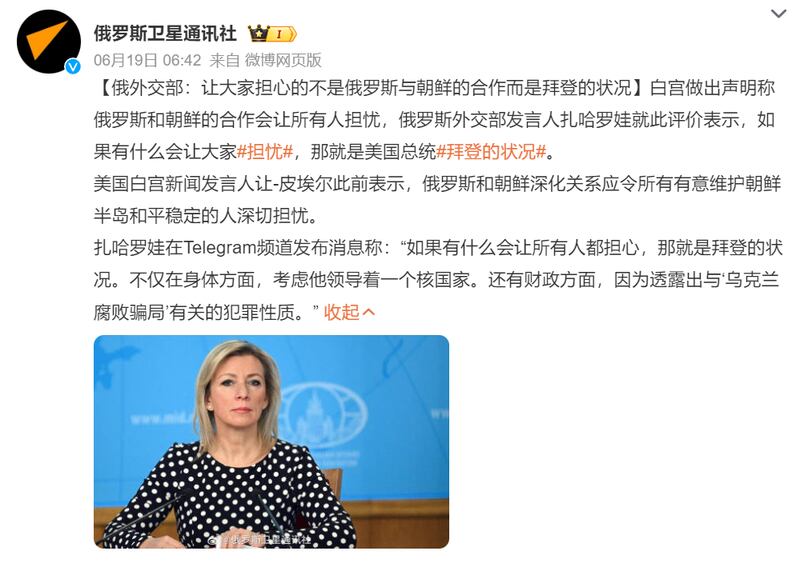 俄罗斯卫星通讯社
I
06月19日 06:42 来自 微博网页版
【俄外交部：让大家担心的不是俄罗斯与朝鲜的合作而是拜登的状况】白宫做出声明称
俄罗斯和朝鲜的合作会让所有人担忧，俄罗斯外交部发言人扎哈罗娃就此评价表示，如
果有什么会让大家#担忧#，那就是美国总统#拜登的状况#。
美国白宫新闻发言人让-皮埃尔此前表示，俄罗斯和朝鲜深化关系应令所有有意维护朝鲜
半岛和平稳定的人深切担忧。
扎哈罗娃在Telegram频道发布消息称：“如果有什么会让所有人都担心，那就是拜登的状
况。不仅在身体方面，考虑他领导着一个核国家。还有财政方面，因为透露出与‘乌克兰
腐败骗局’有关的犯罪性质。” 收起
www.mid.
@俄罗斯卫星通讯社